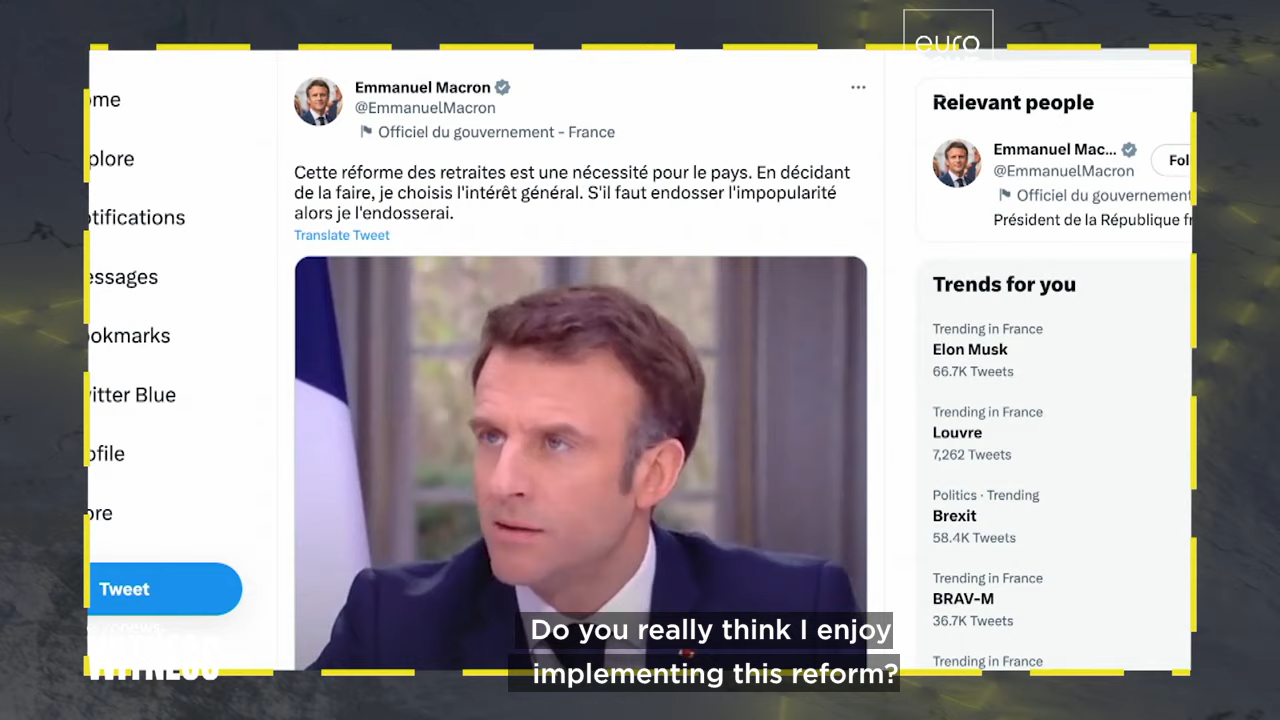 euro
ome
plore
otifications
essages
ookmarks
vitter Blue
ofile
ore
Tweet
Emmanuel Macron
@EmmanuelMacron
Officiel du gouvernement - France
Cette réforme des retraites est une nécessité pour le pays. En décidant
de la faire, je choisis l'intérêt général. S'il faut endosser l'impopularité
alors je l'endosserai.
Translate Tweet
Relevant people
Emmanuel Mac...
@EmmanuelMacron
Fol
Officiel du gouvernement
Président de la République fr
Trends for you
Trending in France
Elon Musk
66.7K Tweets
Trending in France
Louvre
7,262 Tweets
Politics · Trending
Brexit
58.4K Tweets
Trending in France
BRAV-M
36.7K Tweets
Trending in France
euronews.
WITNESS
Do you really think I enjoy
implementing this reform?